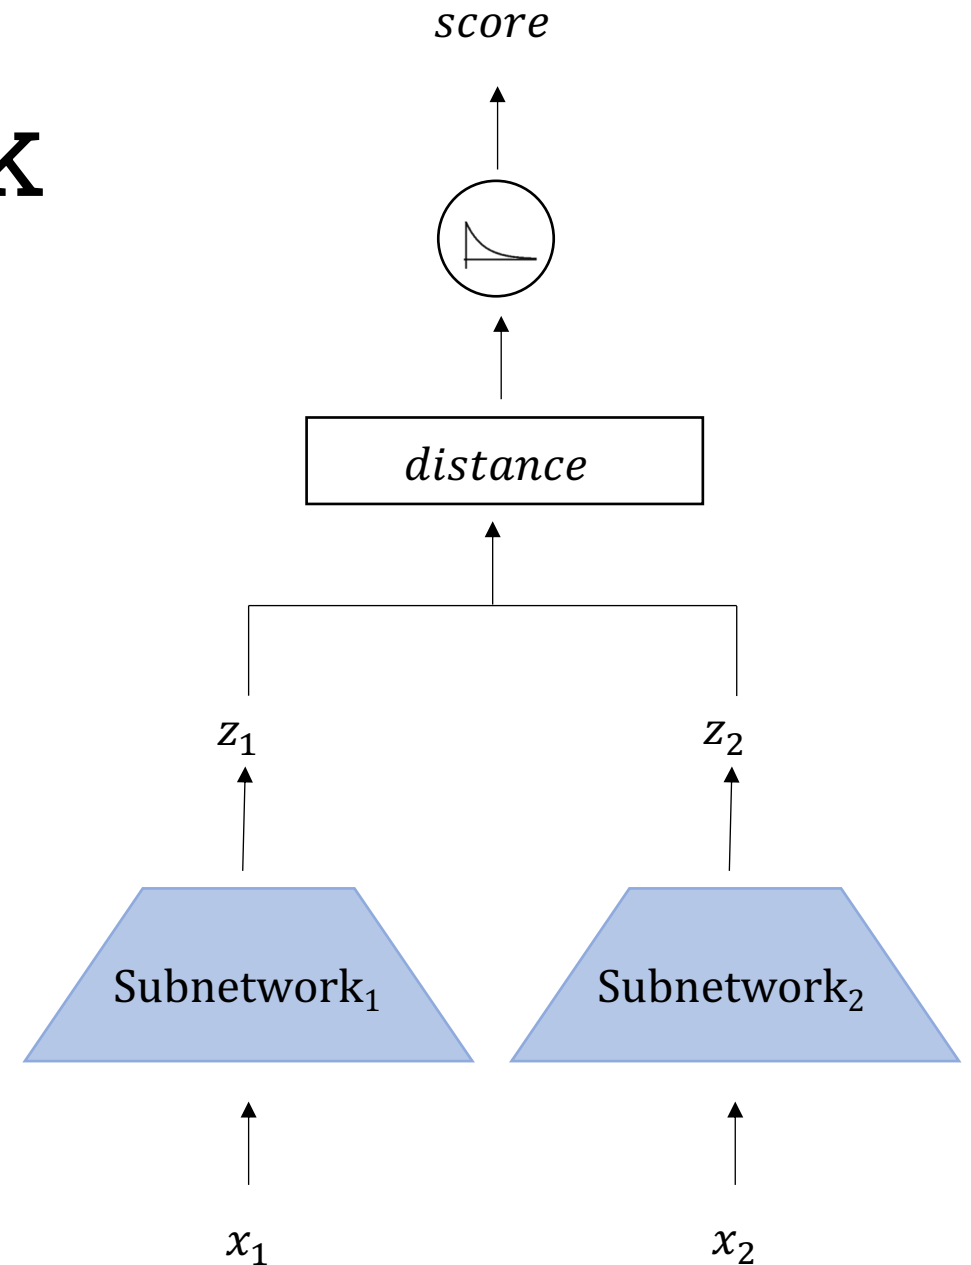 score
k
distance
z₁ z₂
Subnetwork₁ Subnetwork₂
x₁ x₂